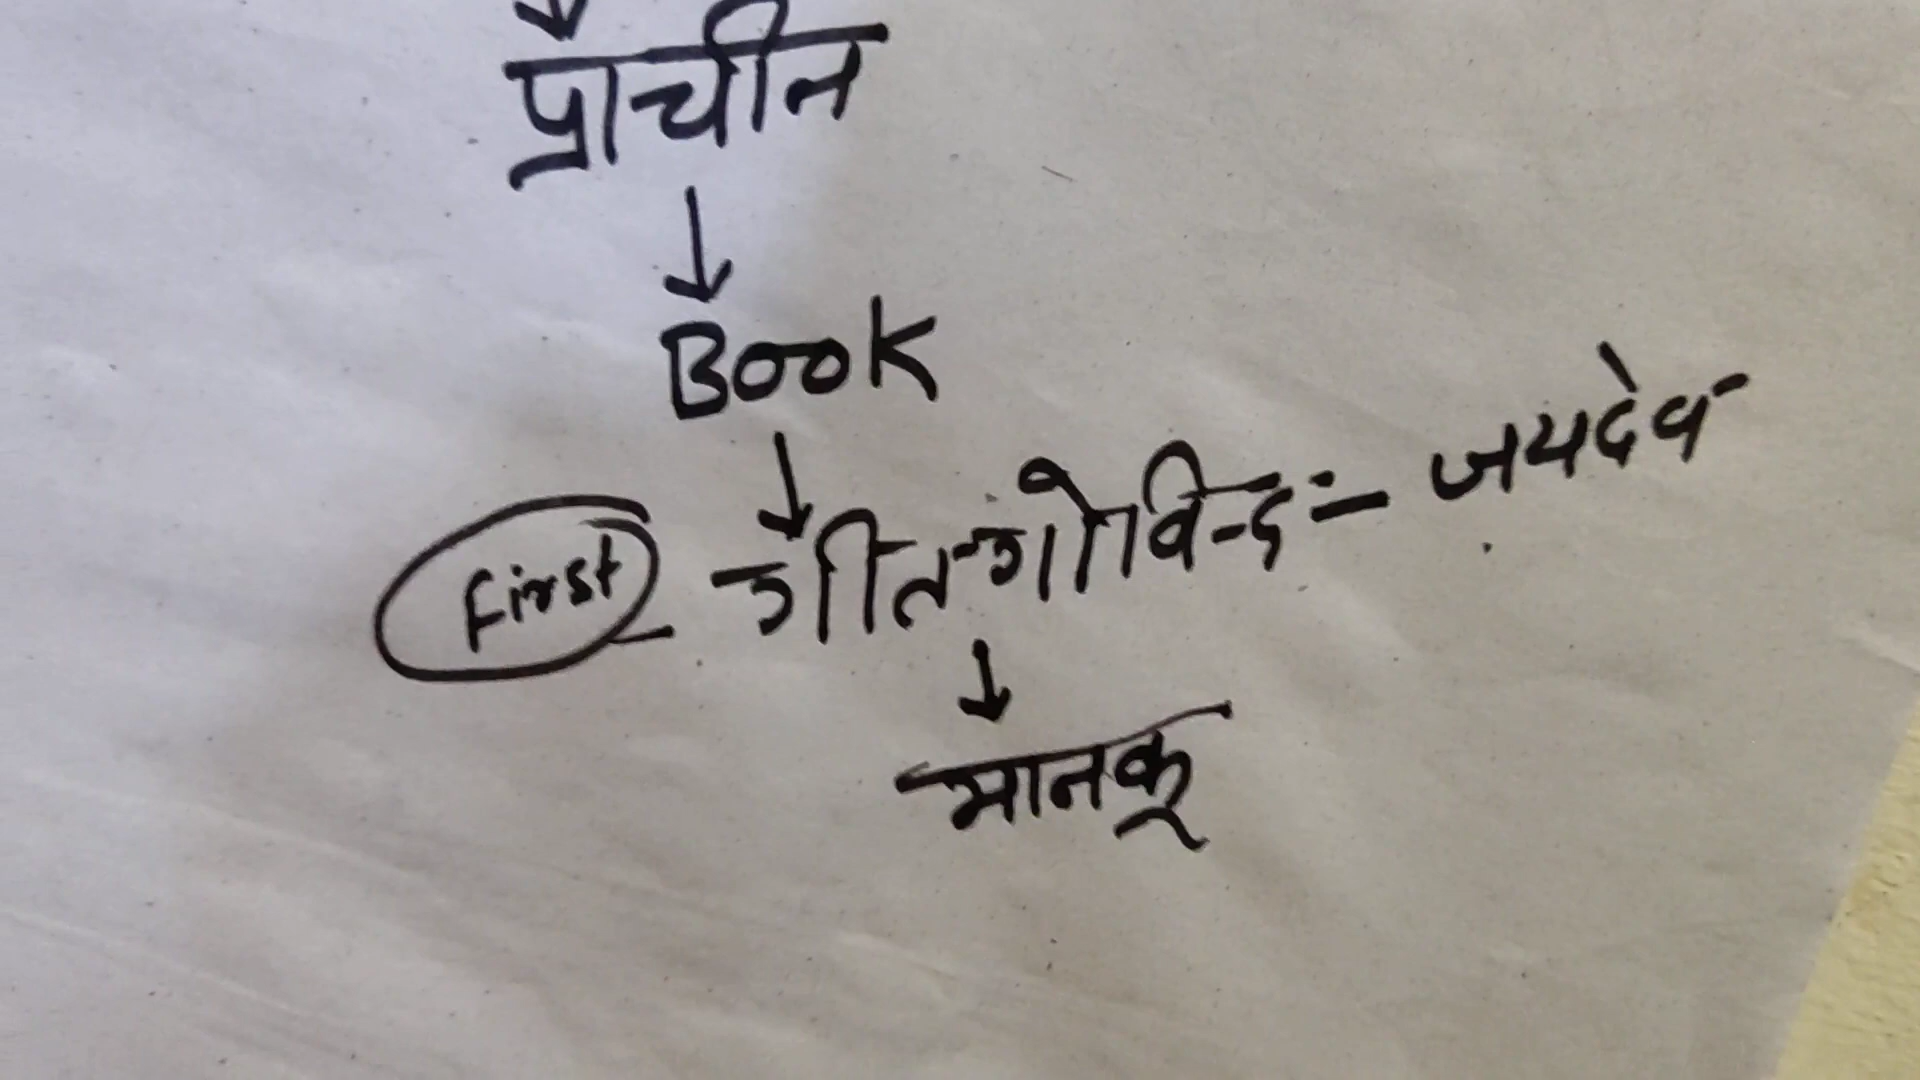 प्राचीन
↓
Book
↓
First गीतगोविन्द:- जयदेव
↓
मानकू